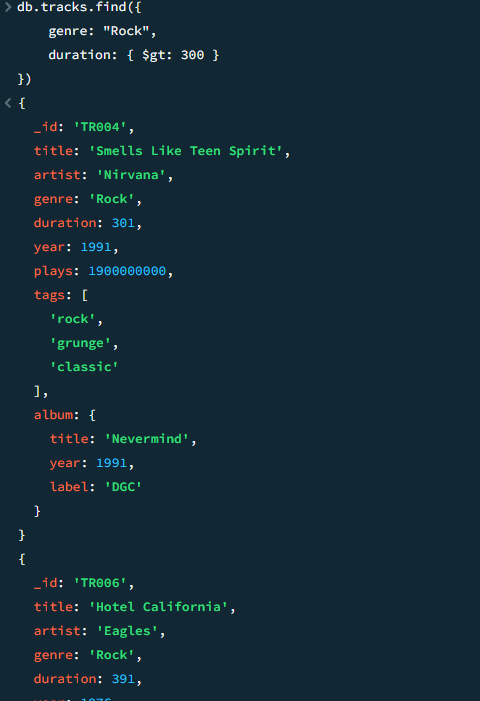 db.tracks.find({
genre: "Rock",
duration: { $gt: 300 }
})
{
_id: 'TR004',
title: 'Smells Like Teen Spirit',
artist: 'Nirvana',
genre: 'Rock',
duration: 301,
year: 1991,
plays: 1900000000,
tags: [
'rock',
'grunge',
'classic'
],
album: {
title: 'Nevermind',
year: 1991,
label: 'DGC'
}
}
{
_id: 'TR006',
title: 'Hotel California',
artist: 'Eagles',
genre: 'Rock',
duration: 391,
year: 1976